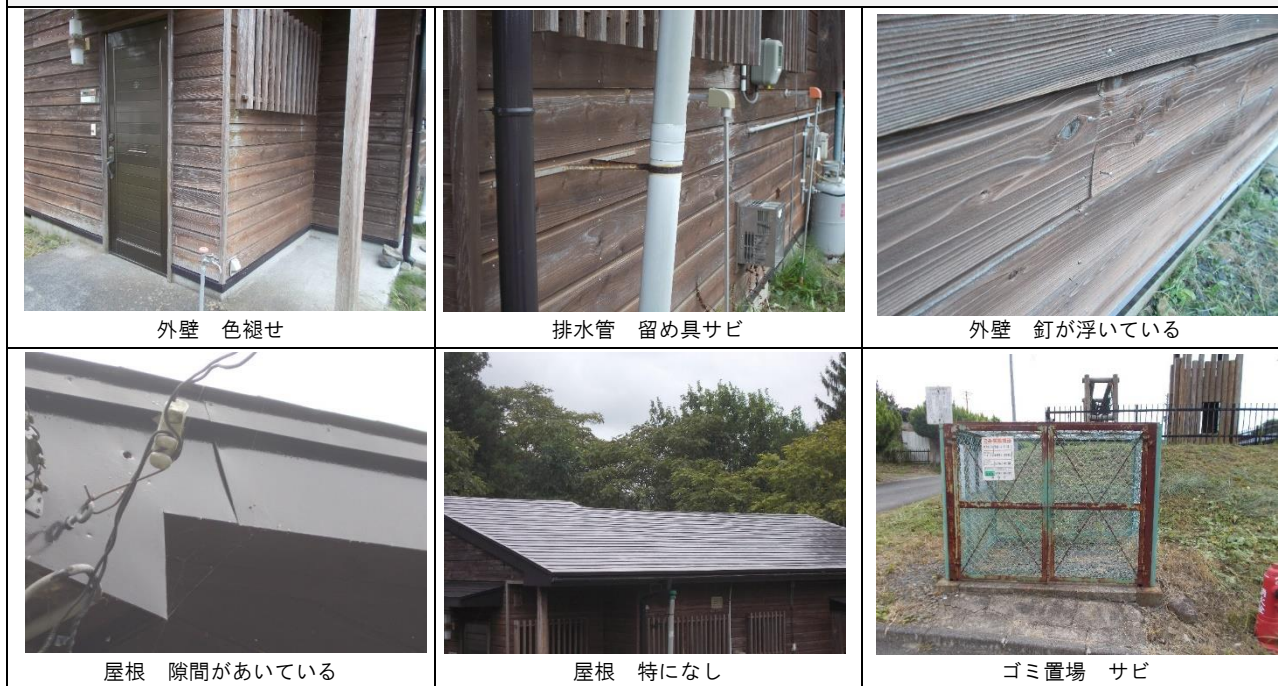 外壁　色褪せ
排水管　留め具サビ
外壁　釘が浮いている
屋根　隙間があいている
屋根　特になし
ゴミ置場　サビ